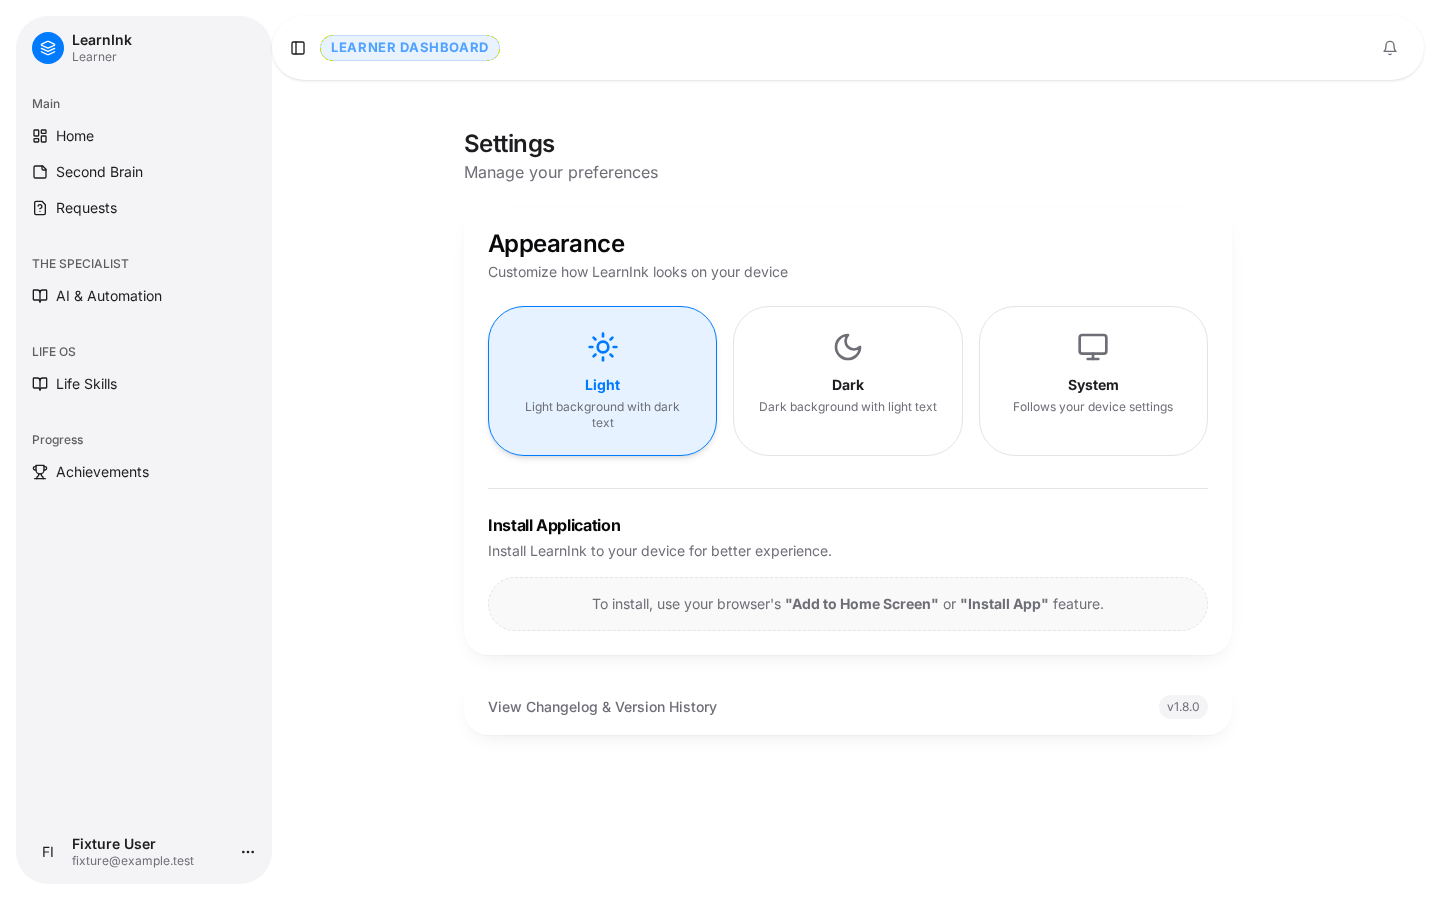 LearnInk
Learner
Main
Home
Second Brain
Requests
THE SPECIALIST
AI & Automation
LIFE OS
Life Skills
Progress
Achievements
Fixture User
FI
fixture@example.test
LEARNER DASHBOARD
Settings
Manage your preferences
Appearance
Customize how LearnInk looks on your device
Light
Light background with dark
text
Dark
Dark background with light text
System
Follows your device settings
Install Application
Install LearnInk to your device for better experience.
To install, use your browser's "Add to Home Screen" or "Install App" feature.
View Changelog & Version History
v1.8.0